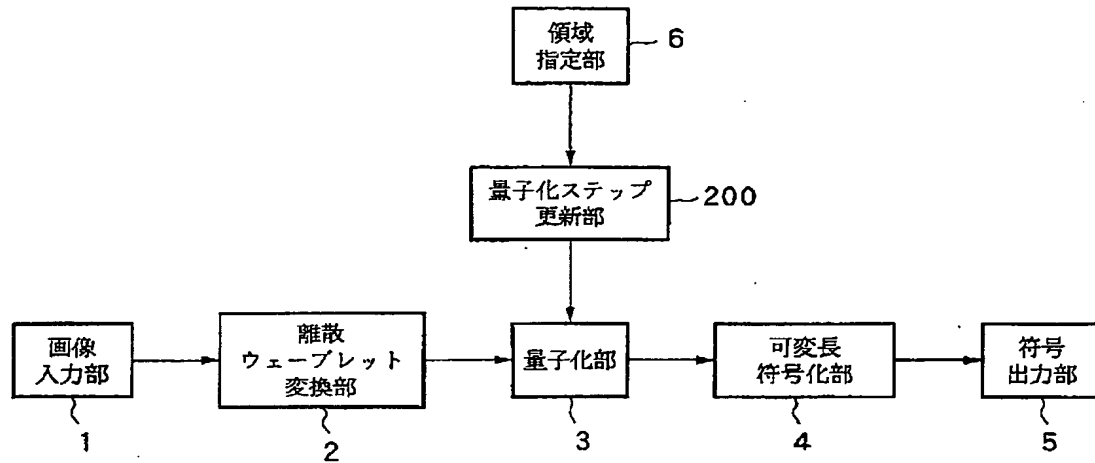 領域
指定部
6
量子化ステップ
更新部
200
画像
入力部
1
離散
ウェーブレット
変換部
2
量子化部
3
可変長
符号化部
4
符号
出力部
5